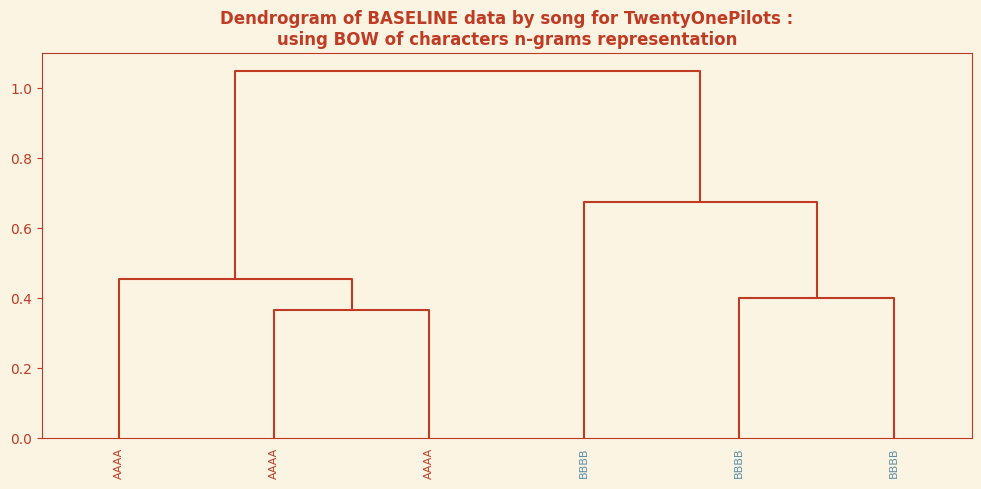 Dendrogram of BASELINE data by song for TwentyOnePilots :
using BOW of characters n-grams representation
1.0
0.8
0.6
0.4
0.2
0.0
AAAA AAAA AAAA BBBB BBBB BBBB